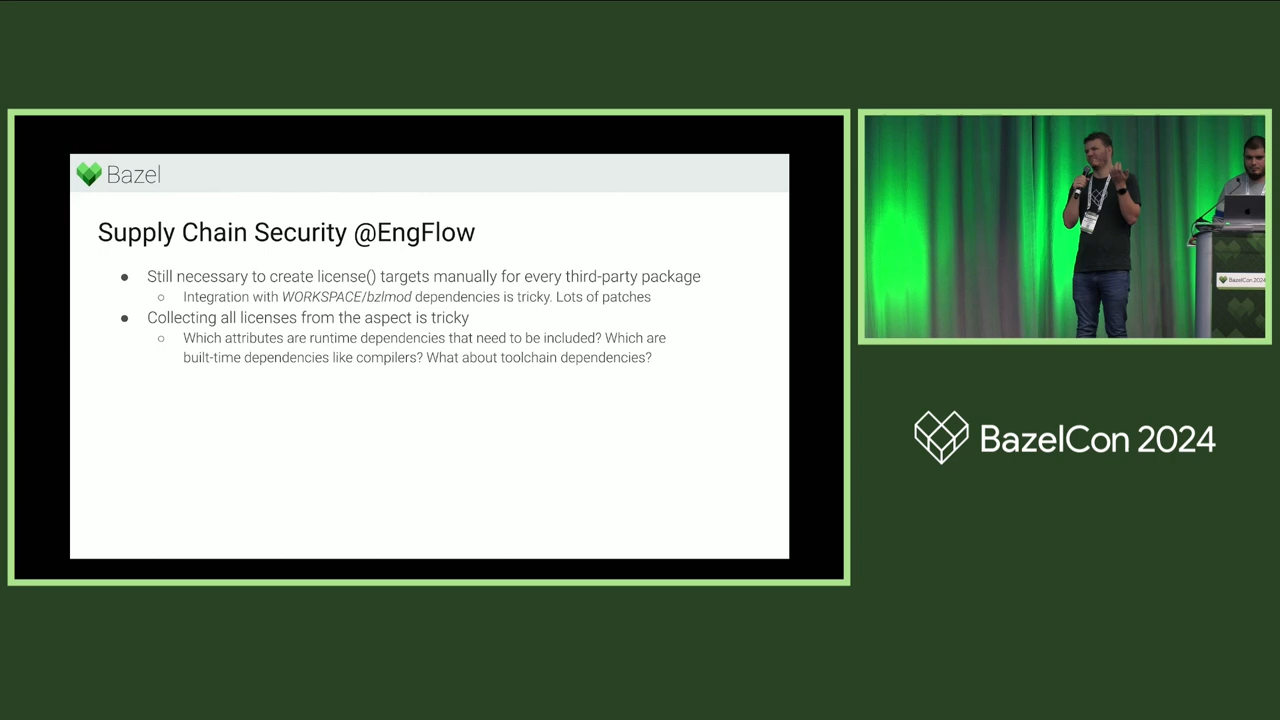 Bazel
Supply Chain Security @EngFlow
● Still necessary to create license() targets manually for every third-party package
○ Integration with WORKSPACE/bzlmod dependencies is tricky. Lots of patches
● Collecting all licenses from the aspect is tricky
○ Which attributes are runtime dependencies that need to be included? Which are
built-time dependencies like compilers? What about toolchain dependencies?
BazelCon 2024
BazelCon 2024